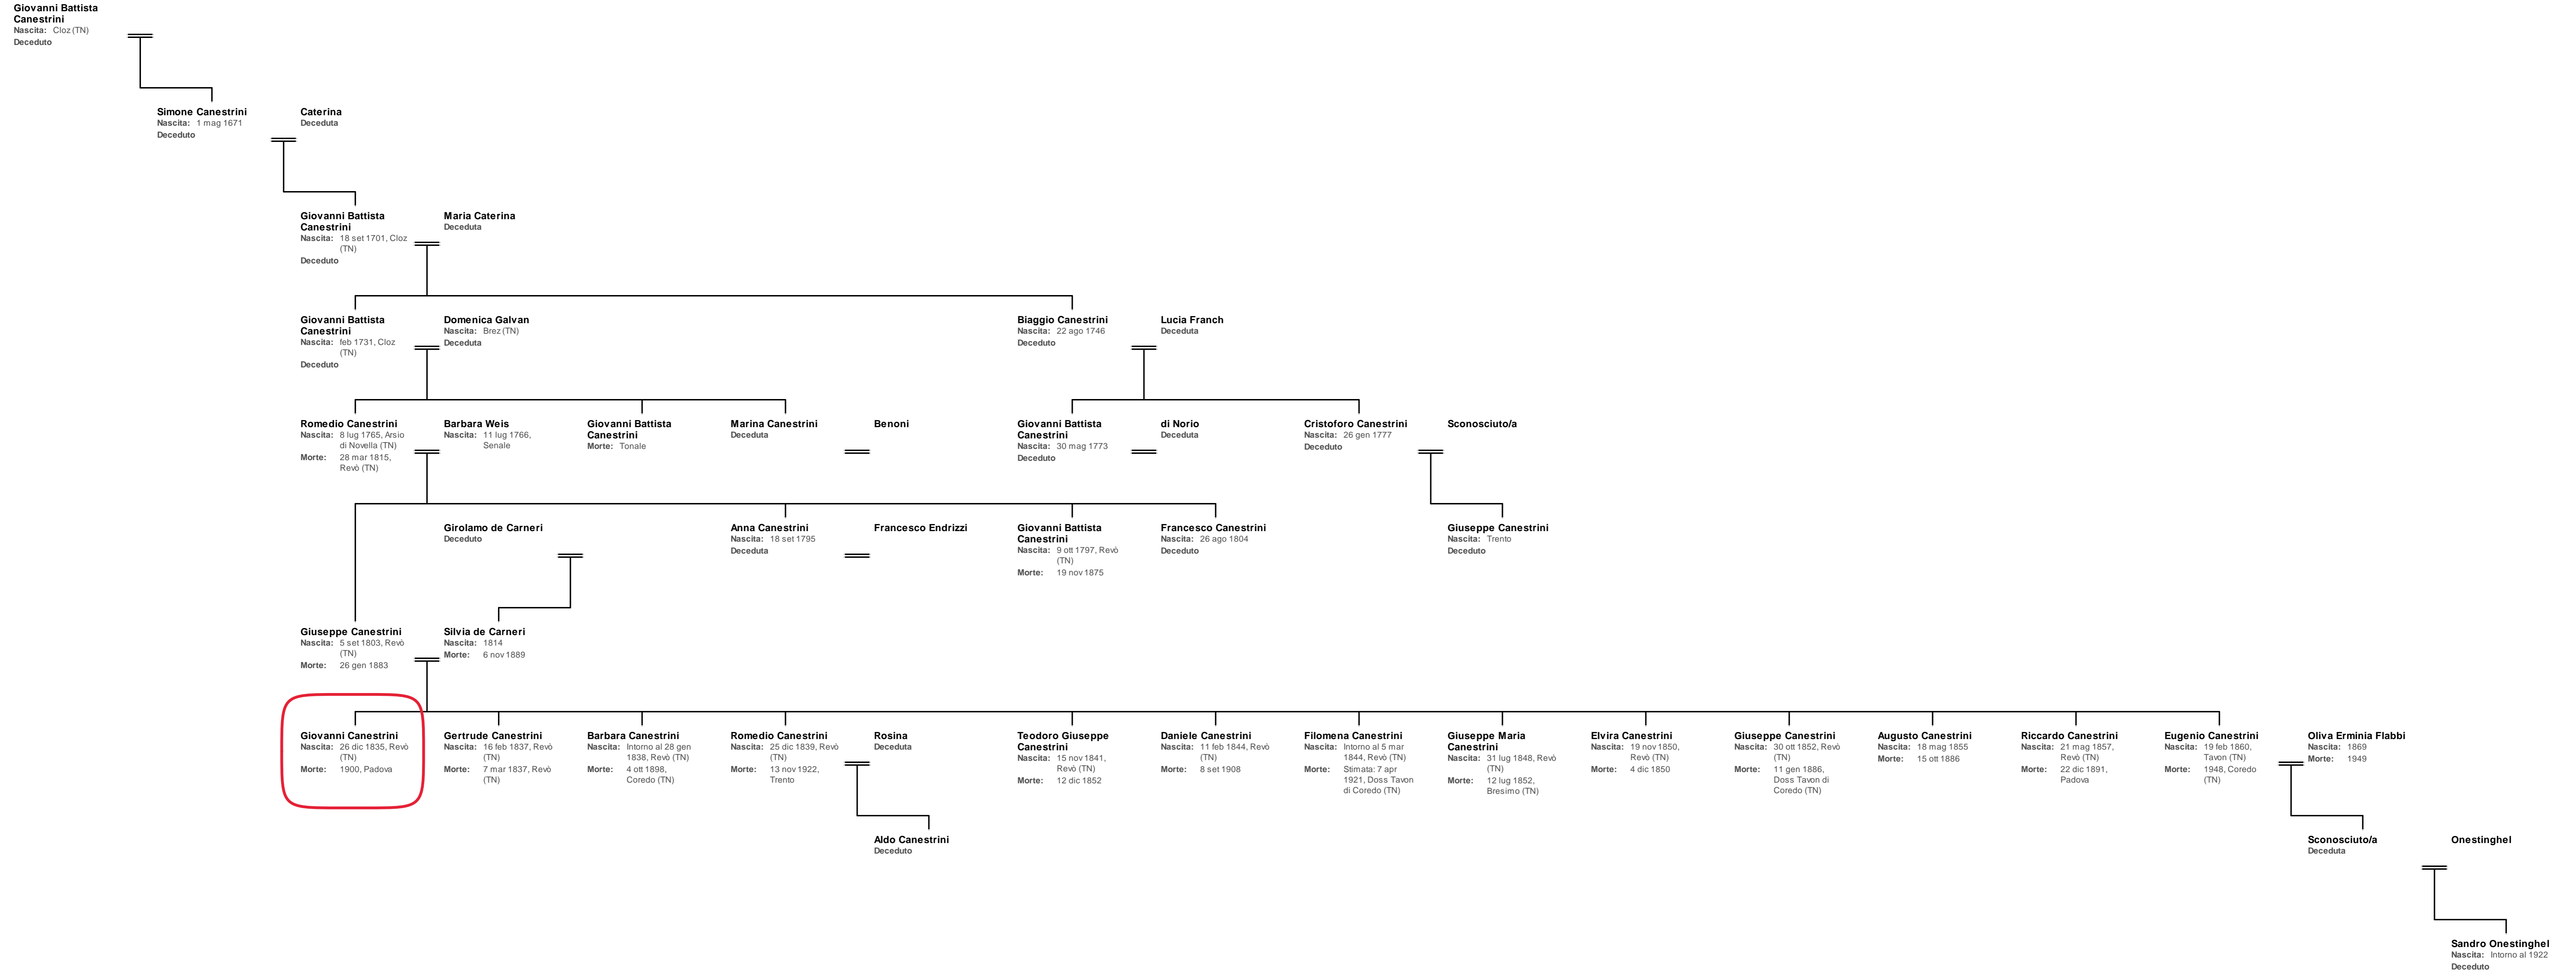 Giovanni Battista
Canestrini
Nascita: Cloz (TN)
Deceduto
Simone Canestrini
Nascita: 1 mag 1671
Deceduto
Caterina
Deceduta
Giovanni Battista
Canestrini
Nascita: 18 set 1701, Cloz
(TN)
Deceduto
Maria Caterina
Deceduta
Giovanni Battista
Canestrini
Nascita: feb 1731, Cloz
(TN)
Deceduto
Domenica Galvan
Nascita: Brez (TN)
Deceduta
Biaggio Canestrini
Nascita: 22 ago 1746
Deceduto
Lucia Franch
Deceduta
Romedio Canestrini
Nascita: 8 lug 1765, Arsio
di Novella (TN)
Morte: 28 mar 1815,
Revò (TN)
Barbara Weis
Nascita: 11 lug 1766,
Senale
Giovanni Battista
Canestrini
Morte: Tonale
Marina Canestrini
Deceduta
Benoni
Giovanni Battista
Canestrini
Nascita: 30 mag 1773
Deceduto
di Norio
Deceduta
Cristoforo Canestrini
Nascita: 26 gen 1777
Deceduto
Sconosciuto/a
Girolamo de Carneri
Deceduto
Anna Canestrini
Nascita: 18 set 1795
Deceduta
Francesco Endrizzi
Giovanni Battista
Canestrini
Nascita: 9 ott 1797, Revò
(TN)
Morte: 19 nov 1875
Francesco Canestrini
Nascita: 26 ago 1804
Deceduto
Giuseppe Canestrini
Nascita: Trento
Deceduto
Giuseppe Canestrini
Nascita: 5 set 1803, Revò
(TN)
Morte: 26 gen 1883
Silvia de Carneri
Nascita: 1814
Morte: 6 nov 1889
Giovanni Canestrini
Nascita: 26 dic 1835, Revò
(TN)
Morte: 1900, Padova
Gertrude Canestrini
Nascita: 16 feb 1837, Revò
(TN)
Morte: 7 mar 1837, Revò
(TN)
Barbara Canestrini
Nascita: Intorno al 28 gen
1838, Revò (TN)
Morte: 4 ott 1898,
Coredo (TN)
Romedio Canestrini
Nascita: 25 dic 1839, Revò
(TN)
Morte: 13 nov 1922,
Trento
Rosina
Deceduta
Teodoro Giuseppe
Canestrini
Nascita: 15 nov 1841,
Revò (TN)
Morte: 12 dic 1852
Daniele Canestrini
Nascita: 11 feb 1844, Revò
(TN)
Morte: 8 set 1908
Filomena Canestrini
Nascita: Intorno al 5 mar
1844, Revò (TN)
Morte: Stimata: 7 apr
1921, Doss Tavon
di Coredo (TN)
Giuseppe Maria
Canestrini
Nascita: 31 lug 1848, Revò
(TN)
Morte: 12 lug 1852,
Bresimo (TN)
Elvira Canestrini
Nascita: 19 nov 1850,
Revò (TN)
Morte: 4 dic 1850
Giuseppe Canestrini
Nascita: 30 ott 1852, Revò
(TN)
Morte: 11 gen 1886,
Doss Tavon di
Coredo (TN)
Augusto Canestrini
Nascita: 18 mag 1855
Morte: 15 ott 1886
Riccardo Canestrini
Nascita: 21 mag 1857,
Revò (TN)
Morte: 22 dic 1891,
Padova
Eugenio Canestrini
Nascita: 19 feb 1860,
Tavon (TN)
Morte: 1948, Coredo
(TN)
Oliva Erminia Flabbi
Nascita: 1869
Morte: 1949
Aldo Canestrini
Deceduto
Sconosciuto/a
Deceduta
Onestinghel
Sandro Onestinghel
Nascita: Intorno al 1922
Deceduto